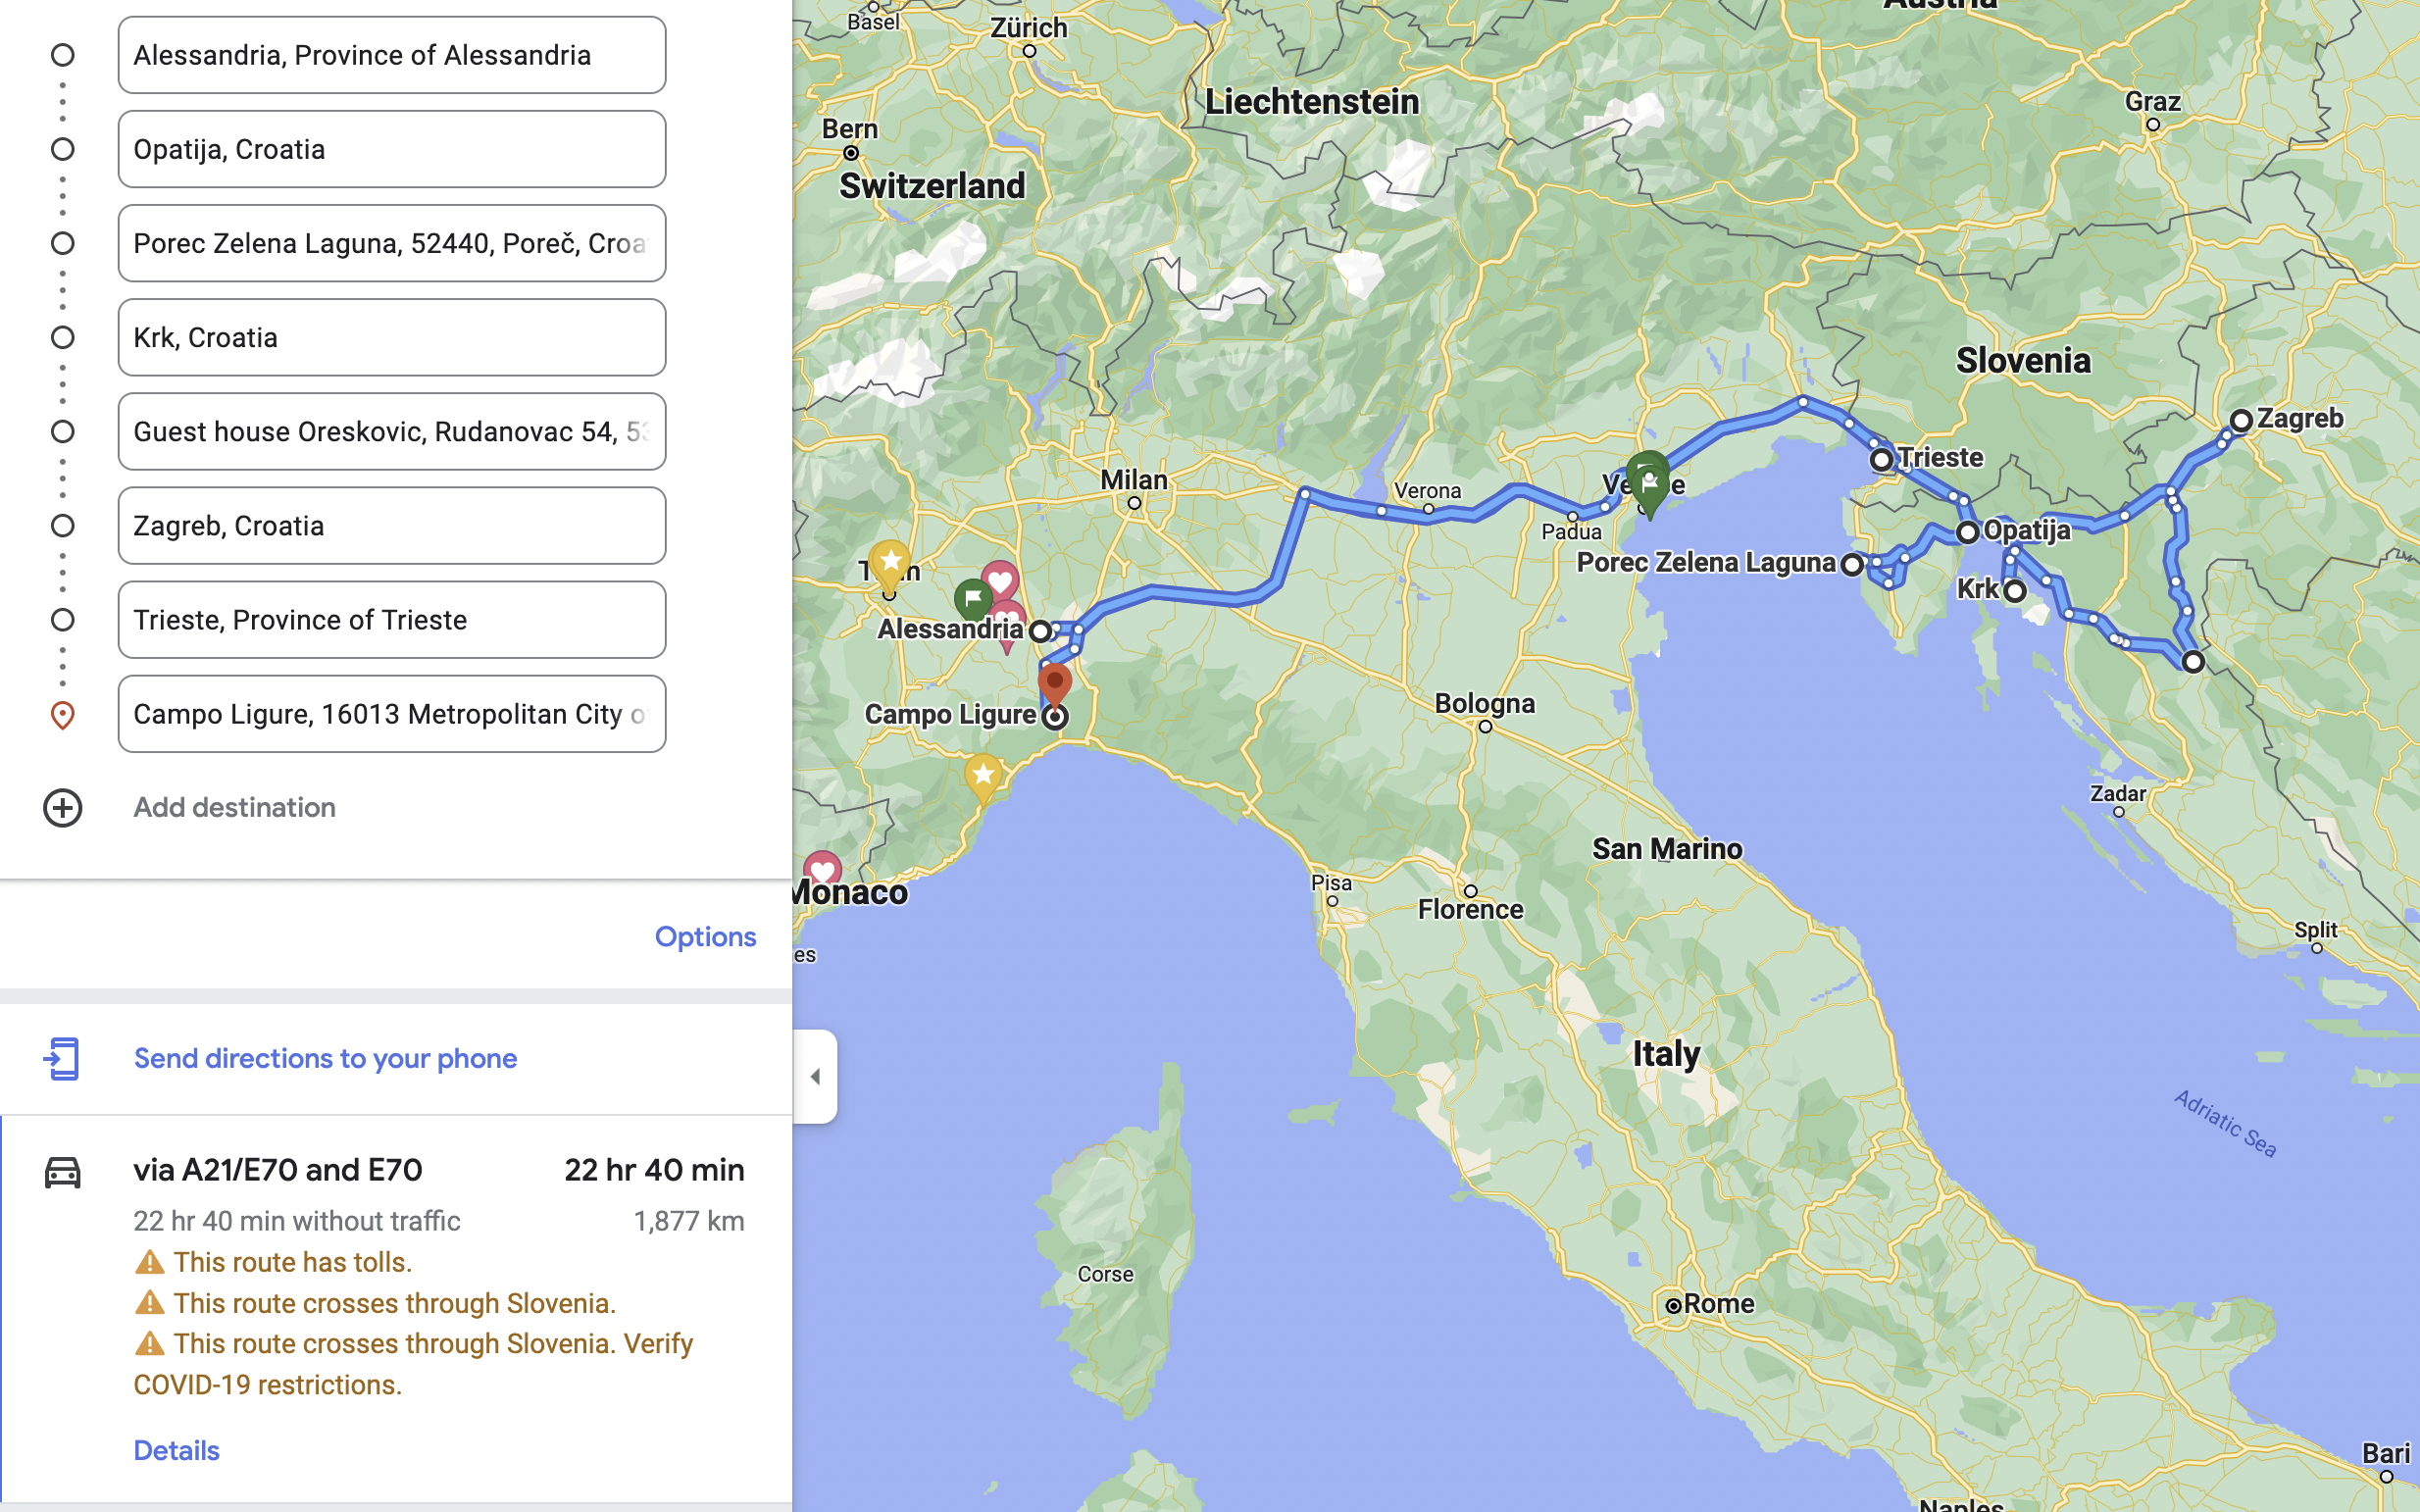 Alessandria, Province of Alessandria
Opatija, Croatia
Porec Zelena Laguna, 52440, Poreč, Croa
Krk, Croatia
Guest house Oreskovic, Rudanovac 54, 53
Zagreb, Croatia
Trieste, Province of Trieste
Campo Ligure, 16013 Metropolitan City o
Add destination
Options
Send directions to your phone
via A21/E70 and E70
22 hr 40 min
22 hr 40 min without traffic
1,877 km
This route has tolls.
This route crosses through Slovenia.
This route crosses through Slovenia. Verify
COVID-19 restrictions.
Details
Austria
Basel
Zürich
Liechtenstein
Graz
Bern
Switzerland
Slovenia
Zagreb
Trieste
Milan
Verona
Padua
Opatija
Porec Zelena Laguna
Krk
Alessandria
Campo Ligure
Bologna
Zadar
San Marino
Monaco
Pisa
Florence
Split
es
Italy
Adriatic Sea
Corse
Rome
Bari
Naples